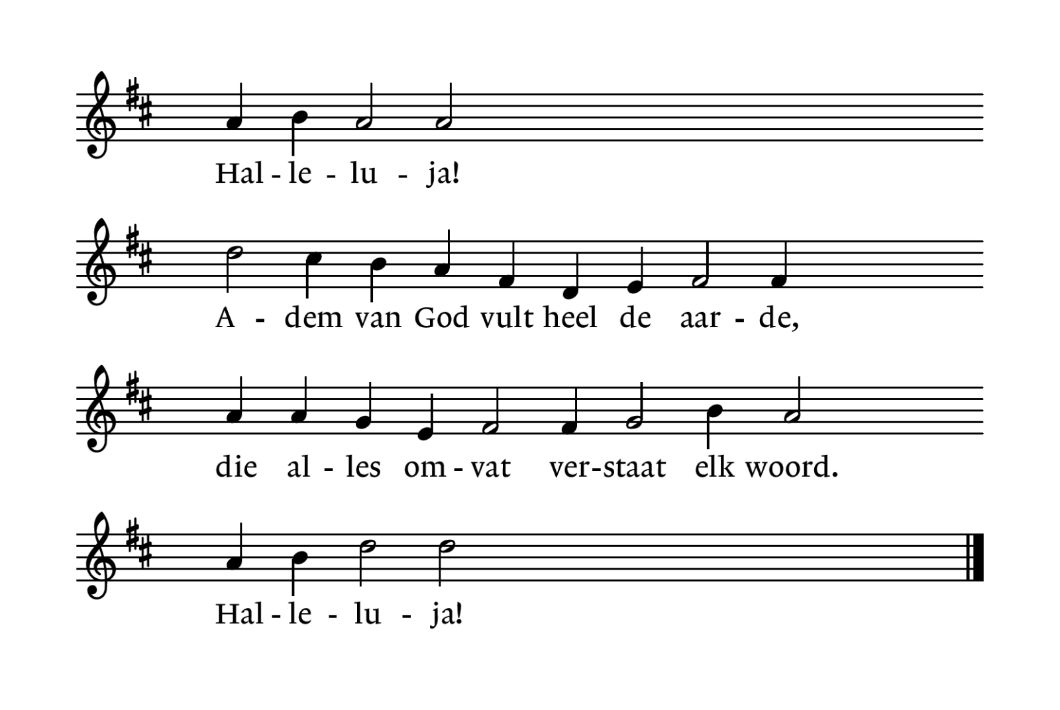 Hal - le - lu - ja!
A - dem van God vult heel de aar - de,
die al - les om - vat ver-staat elk woord.
Hal - le - lu - ja!